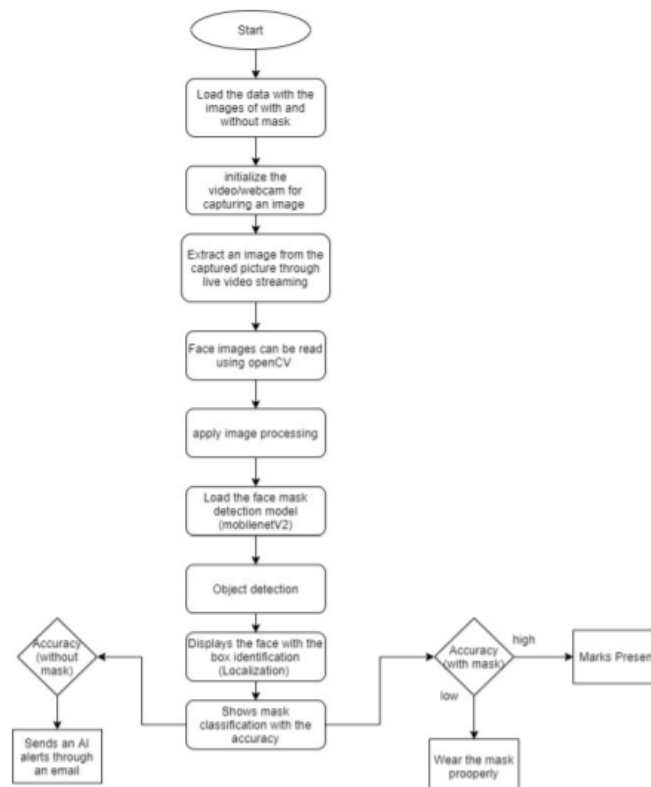 Start
Load the data with the
images of with and
without mask
initialize the
video/webcam for
capturing an image
Extract an image from the
captured picture through
live video streaming
Face images can be read
using openCV
apply image processing
Load the face mask
detection model
(mobilenetV2)
Object detection
Displays the face with the
box identification
(Localization)
Shows mask
classification with the
accuracy
Accuracy
(without
mask)
Sends an AI
alerts through
an email
Accuracy
(with mask)
high
low
Marks Present
Wear the mask
prooperly